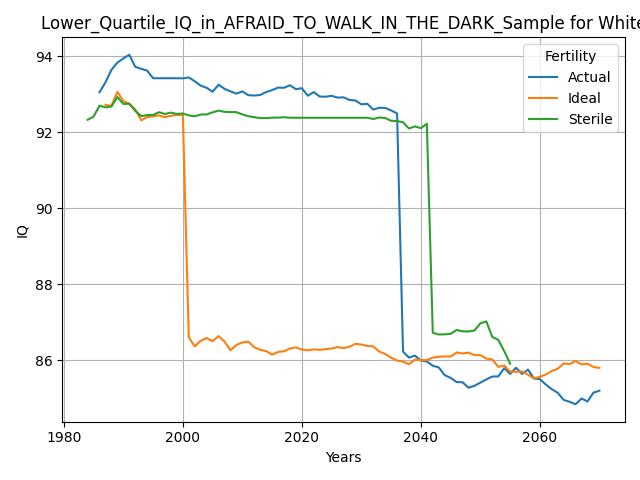 Lower_Quartile_IQ_in_AFRAID_TO_WALK_IN_THE_DARK_Sample for White
94
92
90
88
86
IQ
1980
2000
2020
2040
2060
Years
Fertility
Actual
Ideal
Sterile